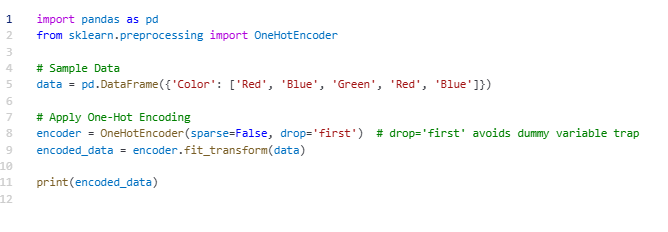 1 import pandas as pd
2 from sklearn.preprocessing import OneHotEncoder
3
4 # Sample Data
5 data = pd.DataFrame({'Color': ['Red', 'Blue', 'Green', 'Red', 'Blue']})
6
7 # Apply One-Hot Encoding
8 encoder = OneHotEncoder(sparse=False, drop='first')  # drop='first' avoids dummy variable trap
9 encoded_data = encoder.fit_transform(data)
10
11 print(encoded_data)
12